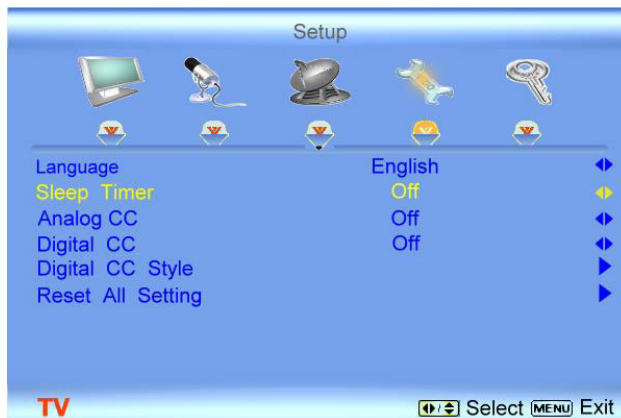 Setup
Language English
Sleep Timer Off
Analog CC Off
Digital CC Off
Digital CC Style
Reset All Setting
TV Select MENU Exit